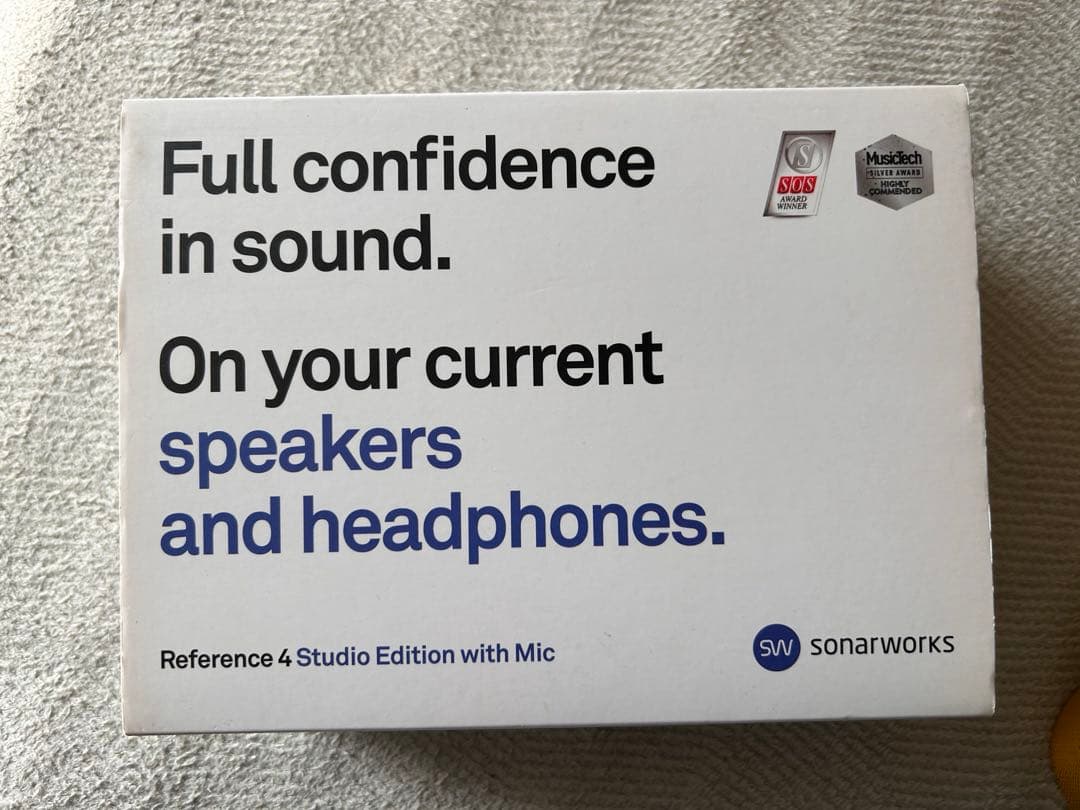 Full confidence
in sound.
On your current
speakers
and headphones.
Reference 4 Studio Edition with Mic
SW sonarworks
S
SOS
AWARD
WINNER
MusicTech
SILVER AWARD
HIGHLY
COMMENDED